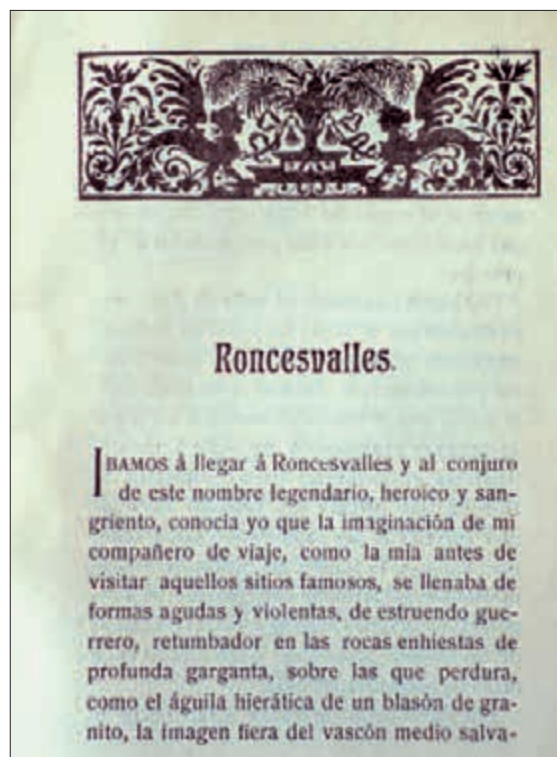 Roncesvalles.
IBAMOS á llegar á Roncesvalles y al conjuro
de este nombre legendario, heroico y san-
griento, conocía yo que la imaginación de mi
compañero de viaje, como la mía antes de
visitar aquellos sitios famosos, se llenaba de
formas agudas y violentas, de estruendo gue-
rrero, retumbador en las rocas enhiestas de
profunda garganta, sobre las que perdura,
como el águila hierática de un blasón de gra-
nito, la imagen fiera del vascón medio salva-